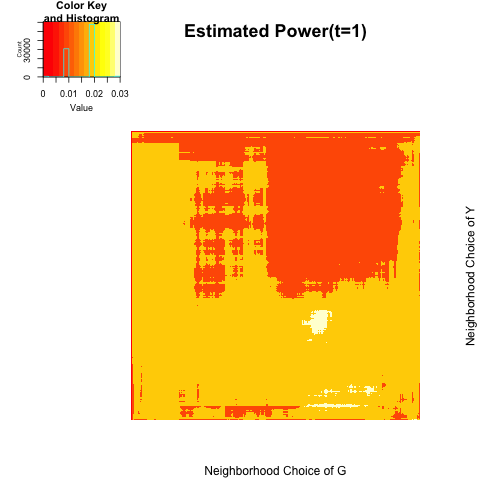 Color Key
and Histogram
Estimated Power(t=1)
Count
0 30000
0 0.01 0.02 0.03
Value
Neighborhood Choice of Y
Neighborhood Choice of G